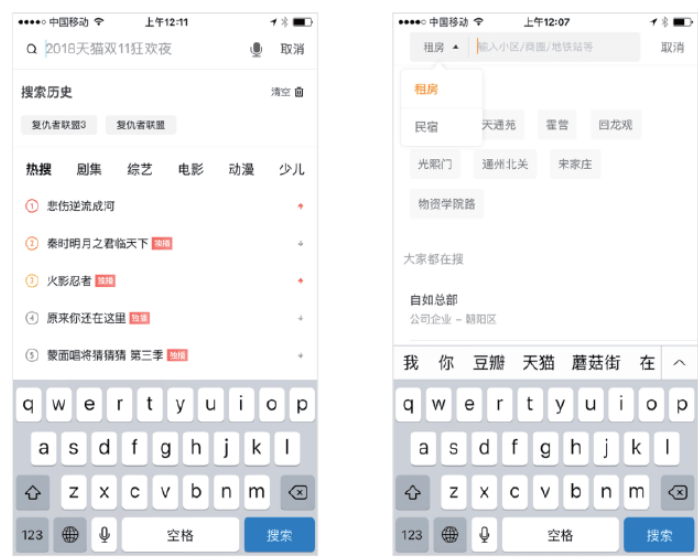 中国移动 上午12:11
2018天猫双11狂欢夜 取消
搜索历史 清空
复仇者联盟3 复仇者联盟
热搜 剧集 综艺 电影 动漫 少儿
1 悲伤逆流成河
2 秦时明月之君临天下 独播
3 火影忍者 独播
4 原来你还在这里 独播
5 蒙面唱将猜猜猜 第三季 独播
q w e r t y u i o p
a s d f g h j k l
z x c v b n m
123 空格 搜索
中国移动 上午12:07
租房 输入小区/商圈/地铁站等 取消
租房
民宿
天通苑 霍营 回龙观
光熙门 通州北关 宋家庄
物资学院路
大家都在搜
自如总部
公司企业 - 朝阳区
我 你 豆瓣 天猫 蘑菇街 在
q w e r t y u i o p
a s d f g h j k l
z x c v b n m
123 空格 搜索